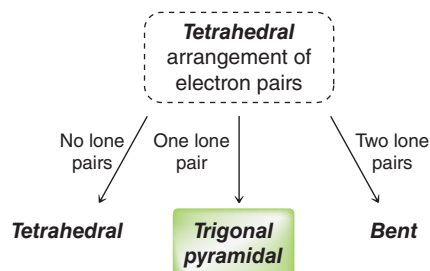 Tetrahedral
arrangement of
electron pairs
No lone
pairs
One lone
pair
Two lone
pairs
Tetrahedral
Trigonal
pyramidal
Bent